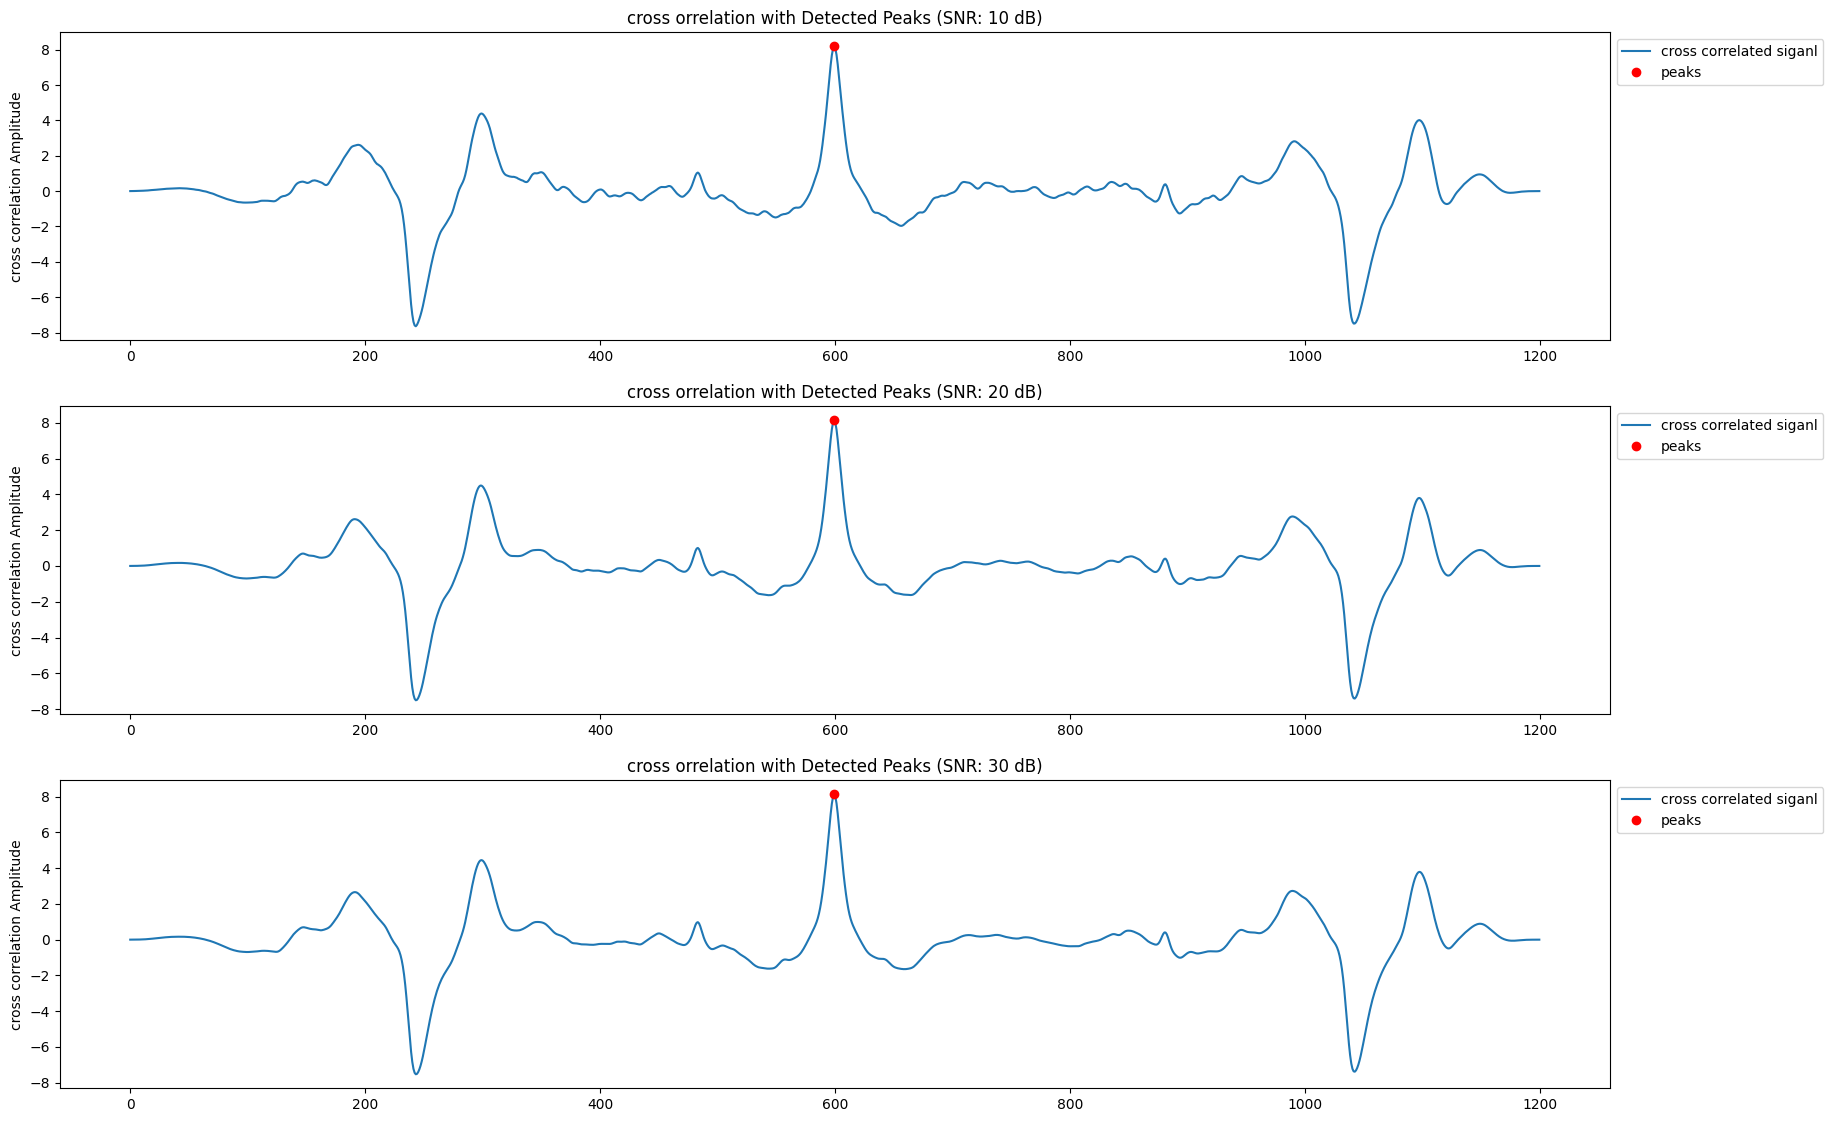 cross orrelation with Detected Peaks (SNR: 10 dB)
cross correlation Amplitude
8
6
4
2
0
−2
−4
−6
−8
0 200 400 600 800 1000 1200
cross correlated siganl
peaks
cross orrelation with Detected Peaks (SNR: 20 dB)
cross correlation Amplitude
8
6
4
2
0
−2
−4
−6
−8
0 200 400 600 800 1000 1200
cross correlated siganl
peaks
cross orrelation with Detected Peaks (SNR: 30 dB)
cross correlation Amplitude
8
6
4
2
0
−2
−4
−6
−8
0 200 400 600 800 1000 1200
cross correlated siganl
peaks